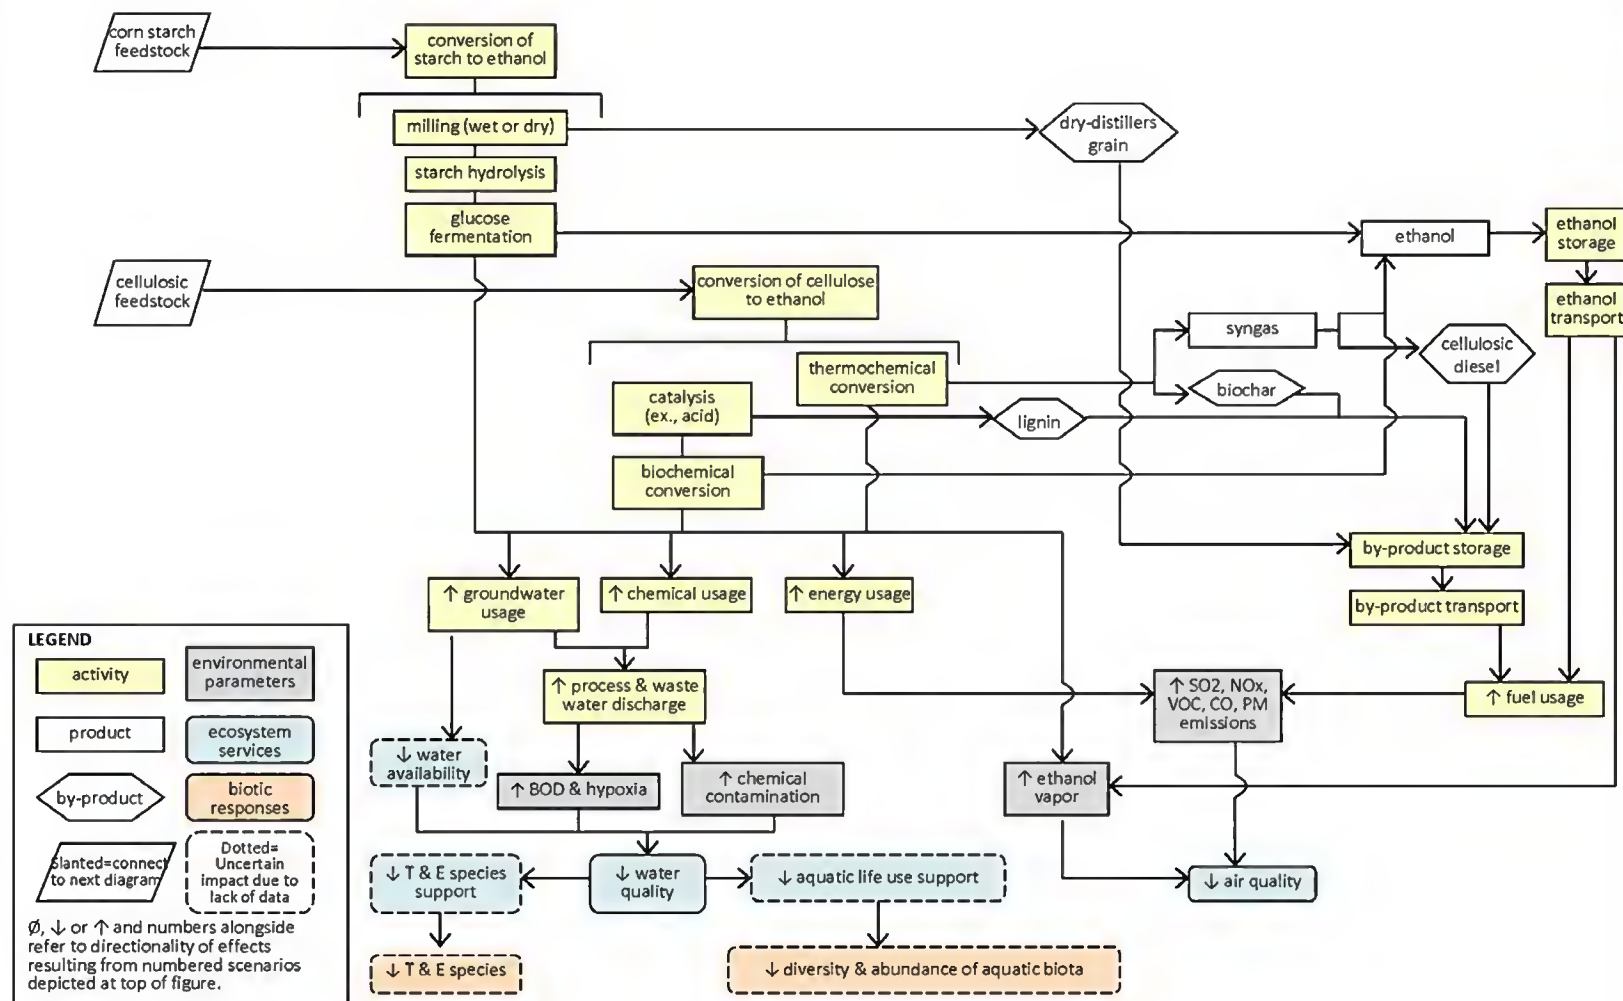 corn starch
feedstock
conversion of
starch to ethanol
milling (wet or dry)
dry-distillers
grain
starch hydrolysis
glucose
fermentation
ethanol
ethanol
storage
cellulosic
feedstock
conversion of cellulose
to ethanol
ethanol
transport
syngas
cellulosic
diesel
thermochemical
conversion
biochar
catalysis
(ex., acid)
lignin
biochemical
conversion
by-product storage
↑ groundwater
usage
↑ chemical usage
↑ energy usage
by-product transport
↑ process & waste
water discharge
↑ SO2, NOx,
VOC, CO, PM
emissions
↑ fuel usage
↓ water
availability
↑ BOD & hypoxia
↑ chemical
contamination
↑ ethanol
vapor
↓ T & E species
support
↓ water
quality
↓ aquatic life use support
↓ air quality
↓ T & E species
↓ diversity & abundance of aquatic biota
LEGEND
activity
environmental
parameters
product
ecosystem
services
by-product
biotic
responses
Slanted=connect
to next diagram
Dotted=
Uncertain
impact due to
lack of data
Ø, ↓ or ↑ and numbers alongside
refer to directionality of effects
resulting from numbered scenarios
depicted at top of figure.